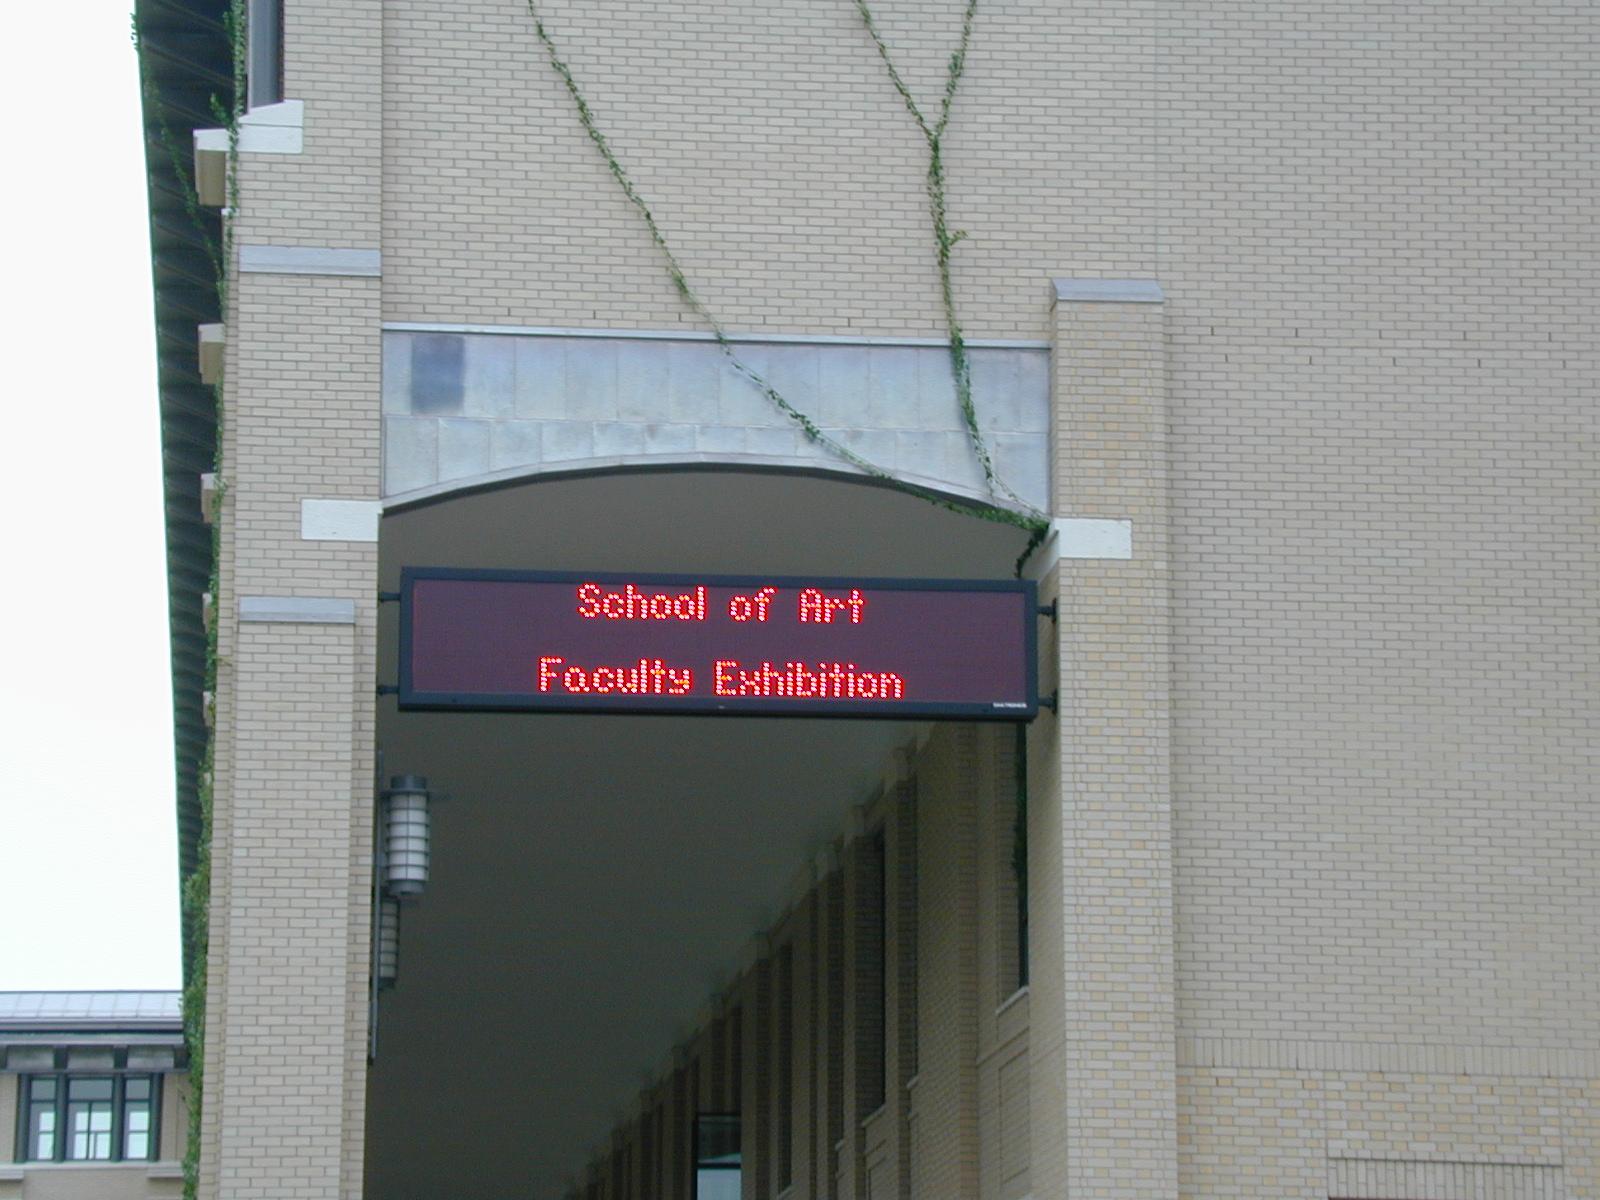 School of Art
Faculty Exhibition